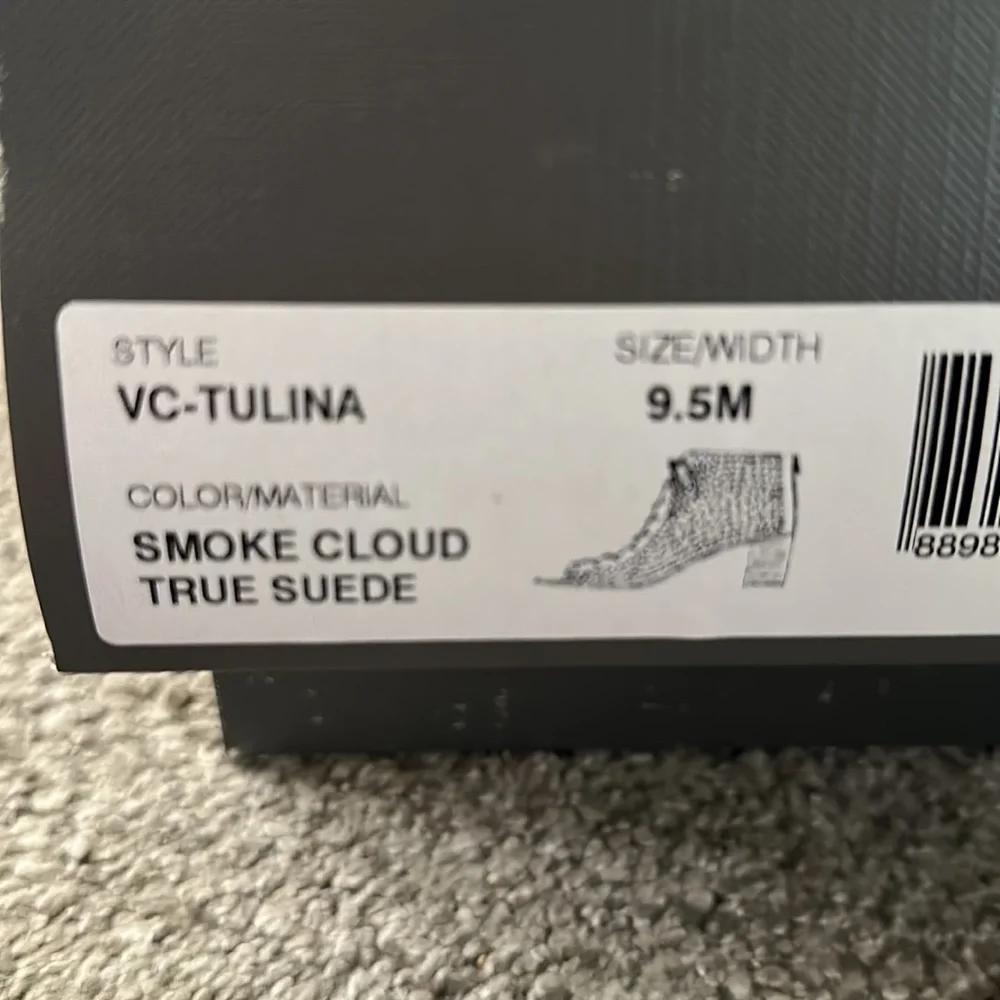 STYLE
VC-TULINA
SIZE/WIDTH
9.5M
COLOR/MATERIAL
SMOKE CLOUD
TRUE SUEDE
8898